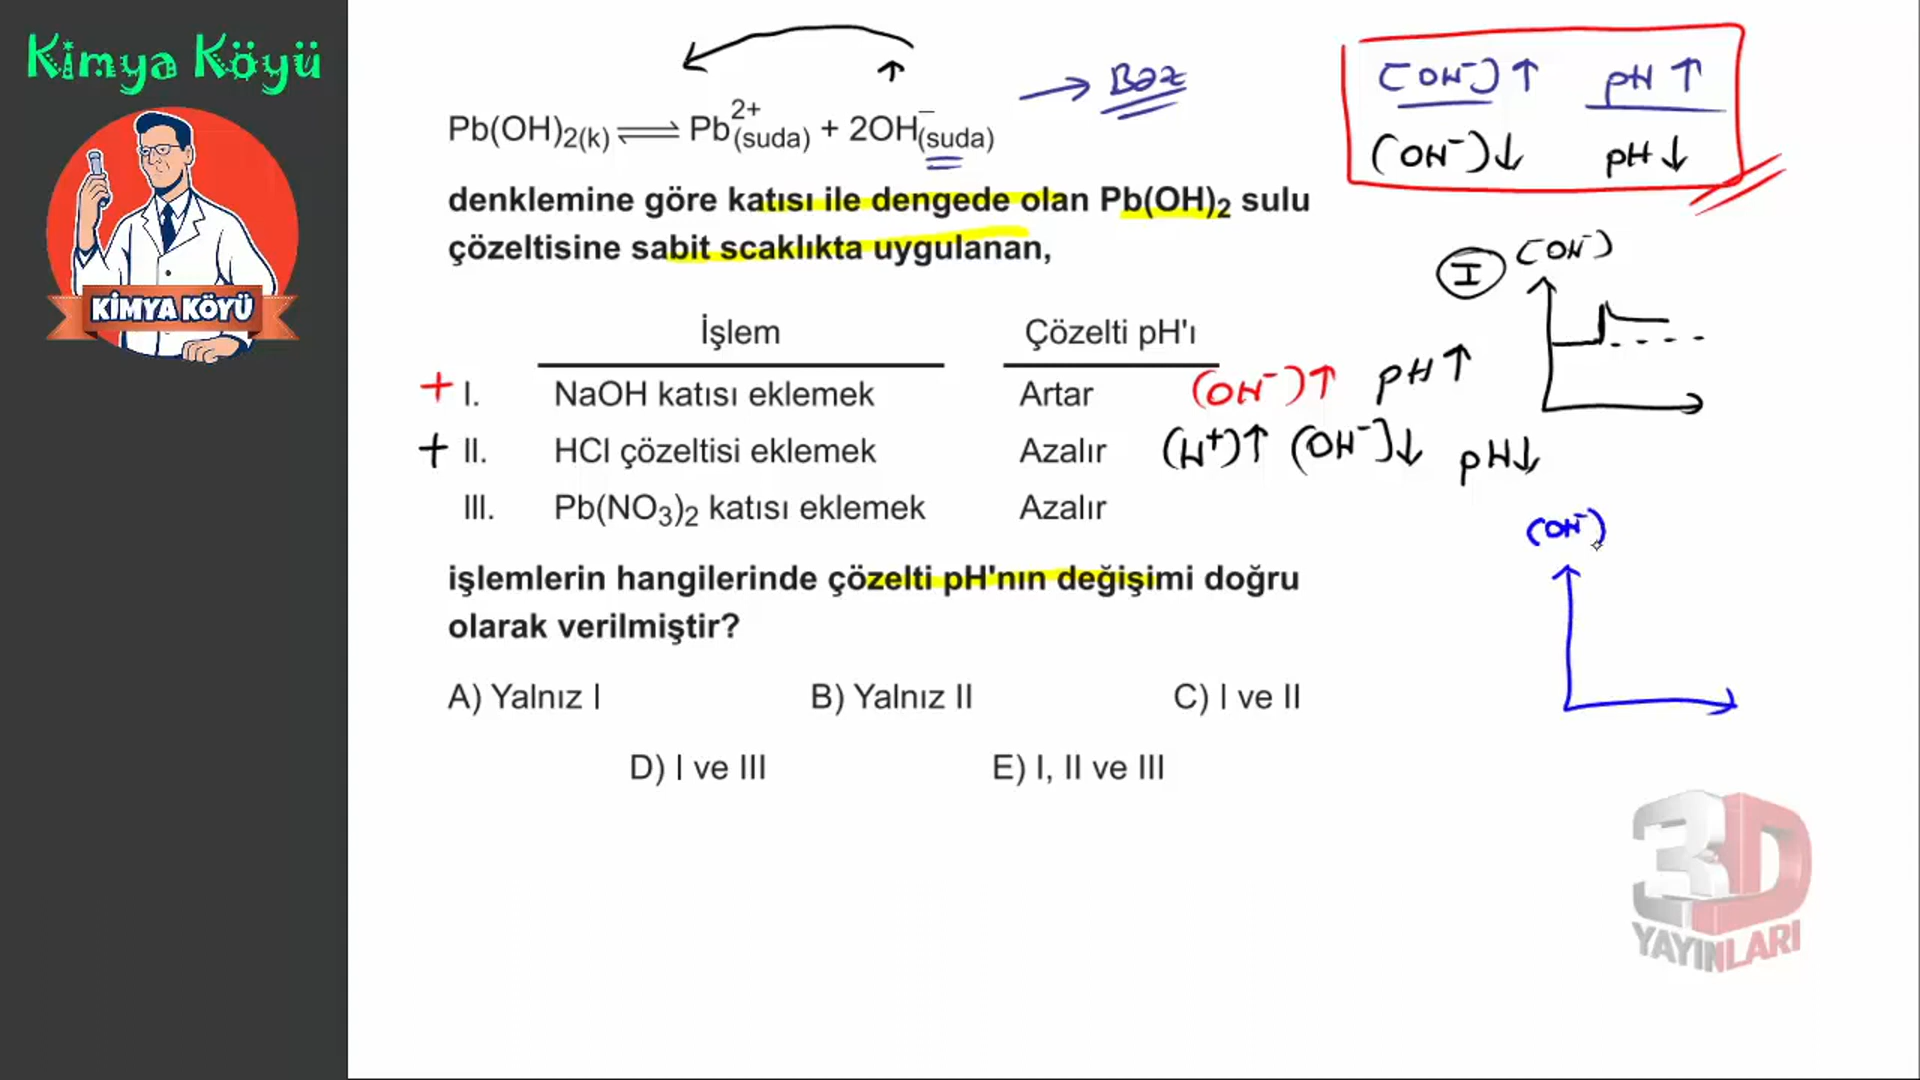 Kimya Köyü
KİMYA KÖYÜ
Pb(OH)2(k) ⇌ Pb2+(suda) + 2OH−(suda) → Baz
[OH−]↑ pH↑
[OH−]↓ pH↓
denklemine göre katısı ile dengede olan Pb(OH)2 sulu
çözeltisine sabit scaklıkta uygulanan,
I [OH−]
İşlem Çözelti pH'ı
+ I. NaOH katısı eklemek Artar [OH−]↑ pH↑
+ II. HCl çözeltisi eklemek Azalır [H+]↑ [OH−]↓ pH↓
III. Pb(NO3)2 katısı eklemek Azalır
[OH−]
işlemlerin hangilerinde çözelti pH'nın değişimi doğru
olarak verilmiştir?
A) Yalnız I B) Yalnız II C) I ve II
D) I ve III E) I, II ve III
3D
YAYINLARI